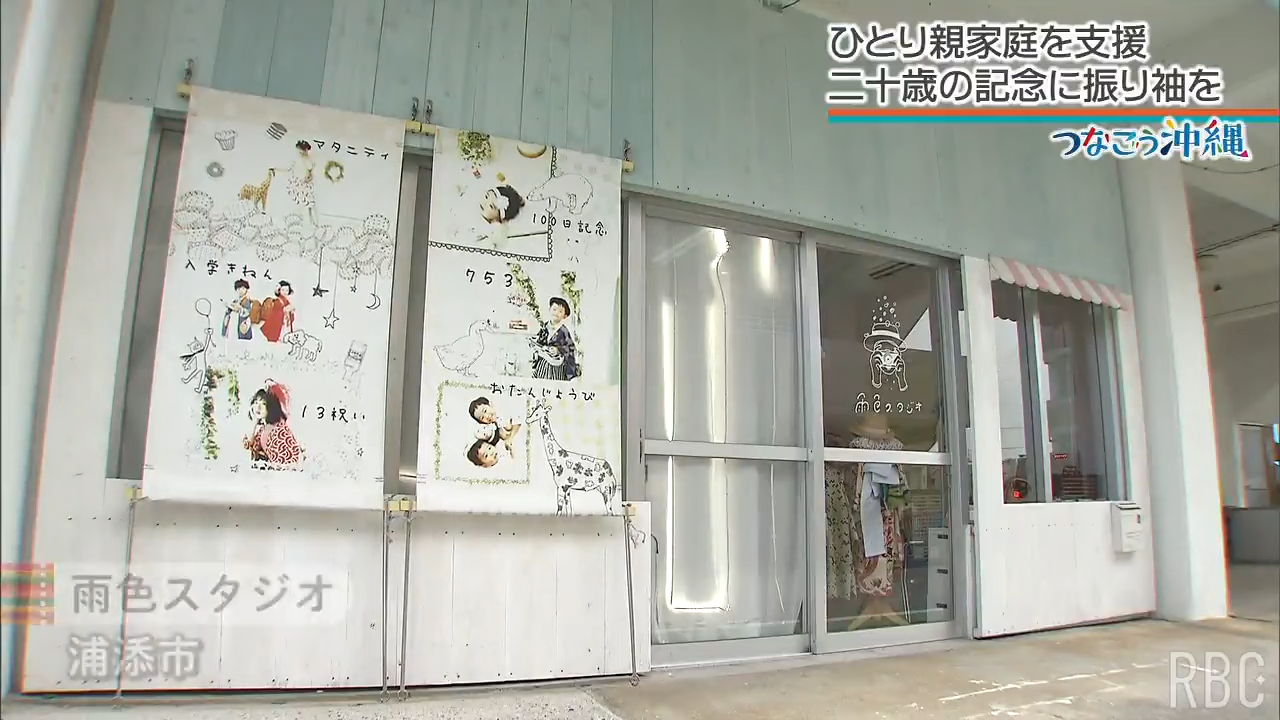 ひとり親家庭を支援
二十歳の記念に振り袖を
つなごう沖縄
マタニティ
入学きねん
13祝い
100日記念
753
おたんじょうび
雨色スタジオ
雨色スタジオ
浦添市
RBC